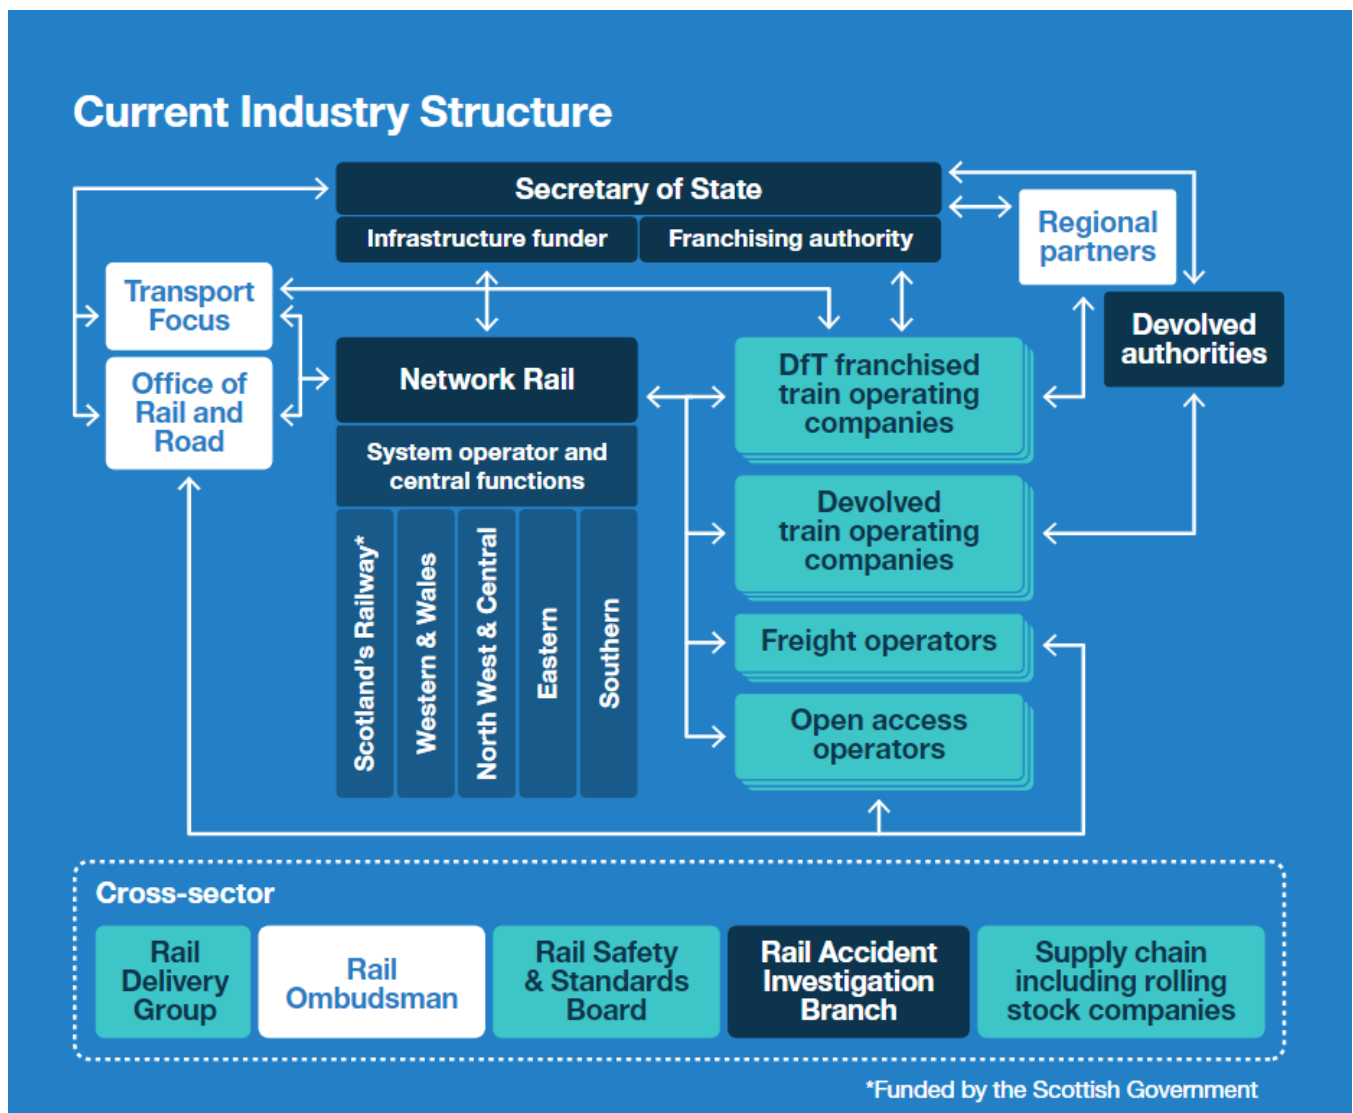 Current Industry Structure
Secretary of State
Infrastructure funder
Franchising authority
Regional
partners
Transport
Focus
Devolved
authorities
Office of
Rail and
Road
Network Rail
DfT franchised
train operating
companies
System operator and
central functions
Devolved
train operating
companies
Scotland's Railway*
Western & Wales
North West & Central
Eastern
Southern
Freight operators
Open access
operators
Cross-sector
Rail
Delivery
Group
Rail
Ombudsman
Rail Safety
& Standards
Board
Rail Accident
Investigation
Branch
Supply chain
including rolling
stock companies
*Funded by the Scottish Government